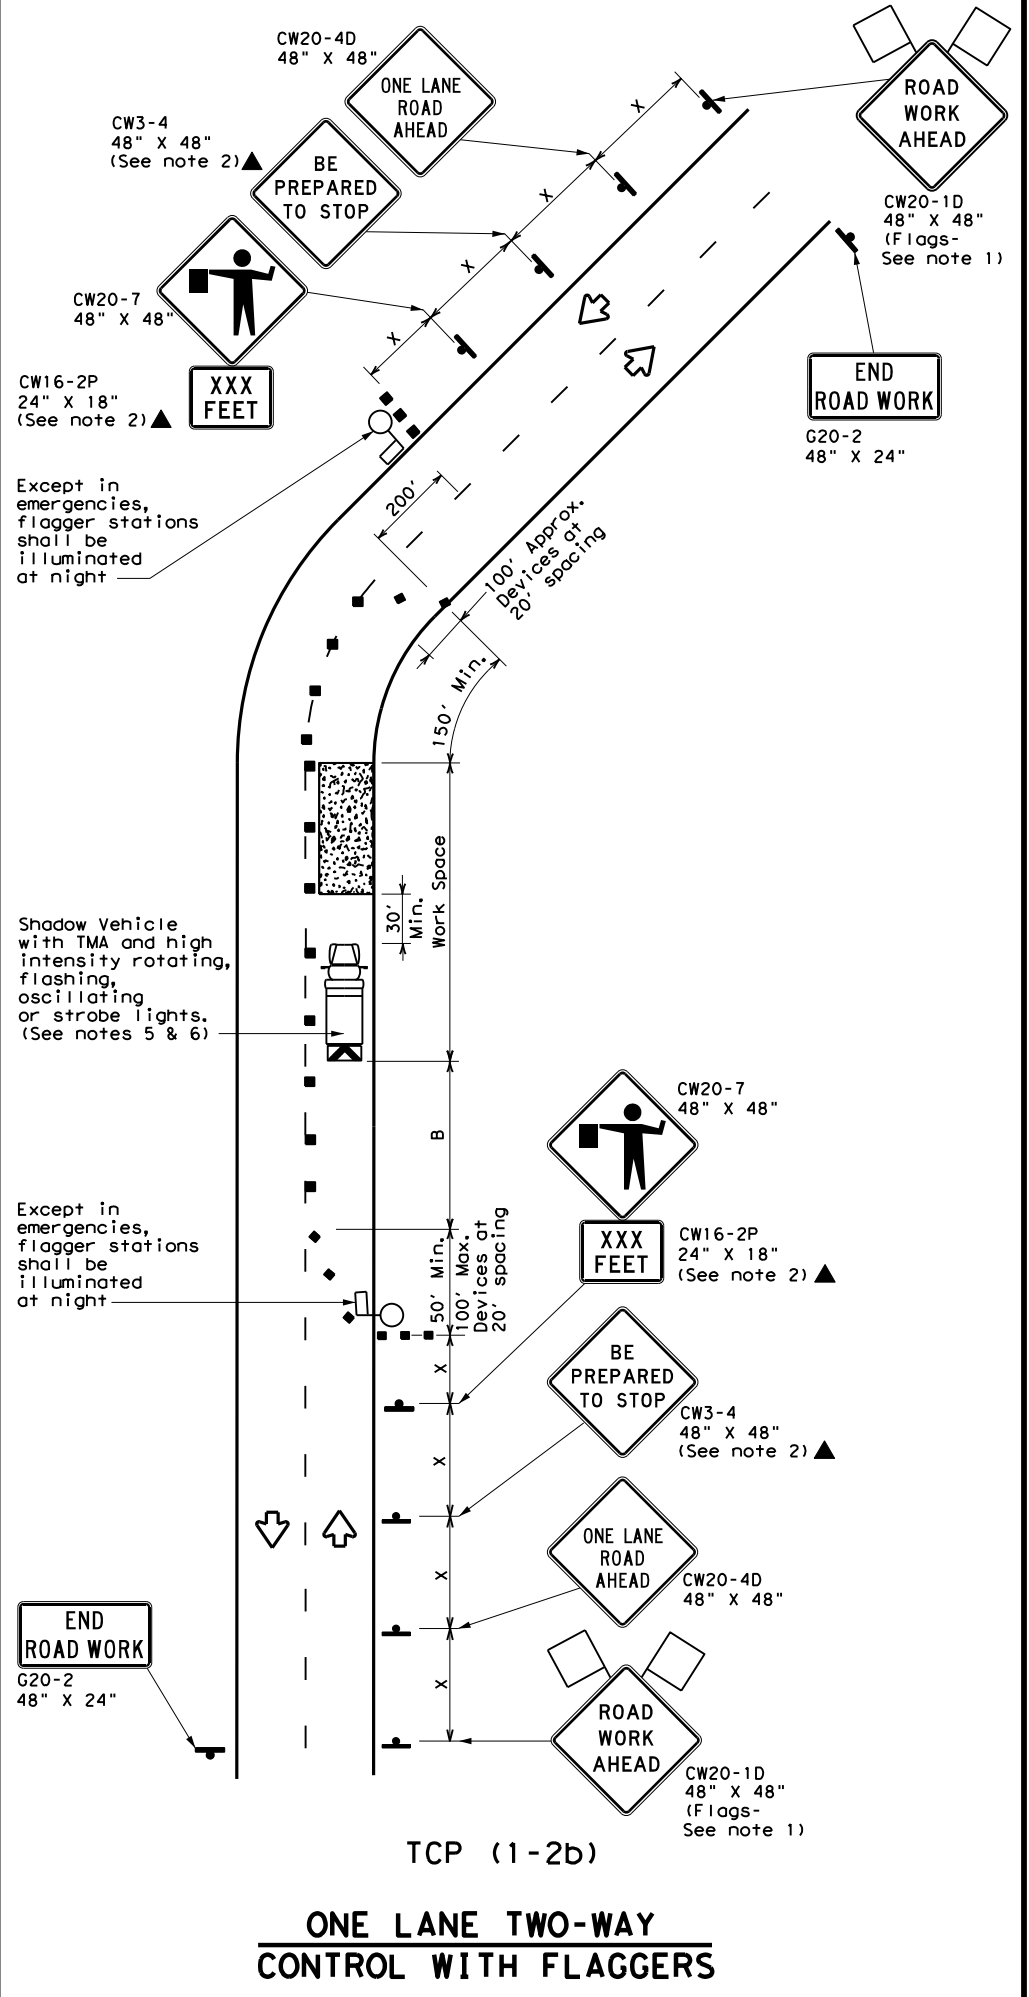 CW20-4D
48" X 48"
ONE LANE
ROAD
AHEAD
ROAD
WORK
AHEAD
CW20-1D
48" X 48"
(Flags-
See note 1)
CW3-4
48" X 48"
(See note 2)
BE
PREPARED
TO STOP
CW20-7
48" X 48"
CW16-2P
24" X 18"
(See note 2)
XXX
FEET
X
X
X
X
END
ROAD WORK
G20-2
48" X 24"
Except in
emergencies,
flagger stations
shall be
illuminated
at night
200'
100' Approx.
Devices at
20' spacing
150' Min.
Work Space
30'
Min.
Shadow Vehicle
with TMA and high
intensity rotating,
flashing,
oscillating
or strobe lights.
(See notes 5 & 6)
B
CW20-7
48" X 48"
XXX
FEET
CW16-2P
24" X 18"
(See note 2)
Except in
emergencies,
flagger stations
shall be
illuminated
at night
50' Min.
100' Max.
Devices at
20' spacing
X
X
X
X
BE
PREPARED
TO STOP
CW3-4
48" X 48"
(See note 2)
ONE LANE
ROAD
AHEAD
CW20-4D
48" X 48"
END
ROAD WORK
G20-2
48" X 24"
ROAD
WORK
AHEAD
CW20-1D
48" X 48"
(Flags-
See note 1)
TCP (1-2b)
ONE LANE TWO-WAY
CONTROL WITH FLAGGERS